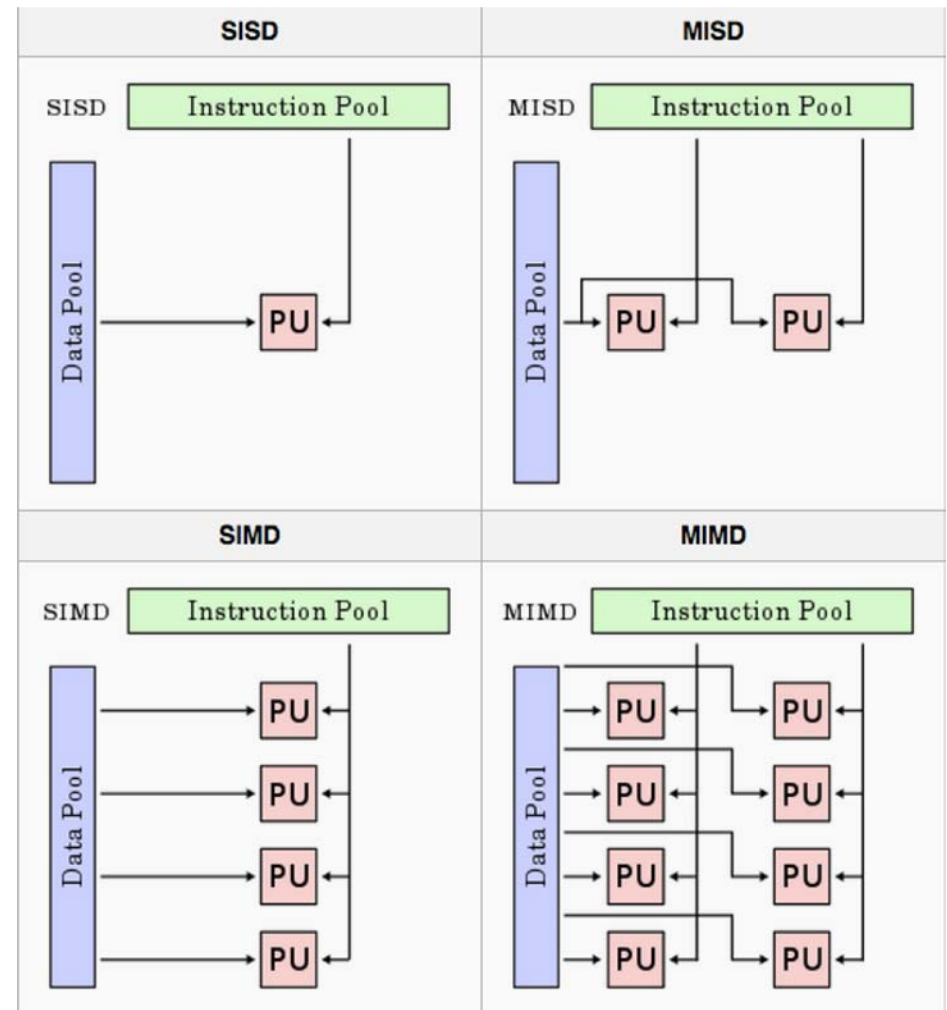 SISD
MISD
SISD
Instruction Pool
Data Pool
PU
MISD
Instruction Pool
Data Pool
PU
PU
SIMD
MIMD
SIMD
Instruction Pool
Data Pool
PU
PU
PU
PU
MIMD
Instruction Pool
Data Pool
PU
PU
PU
PU
PU
PU
PU
PU